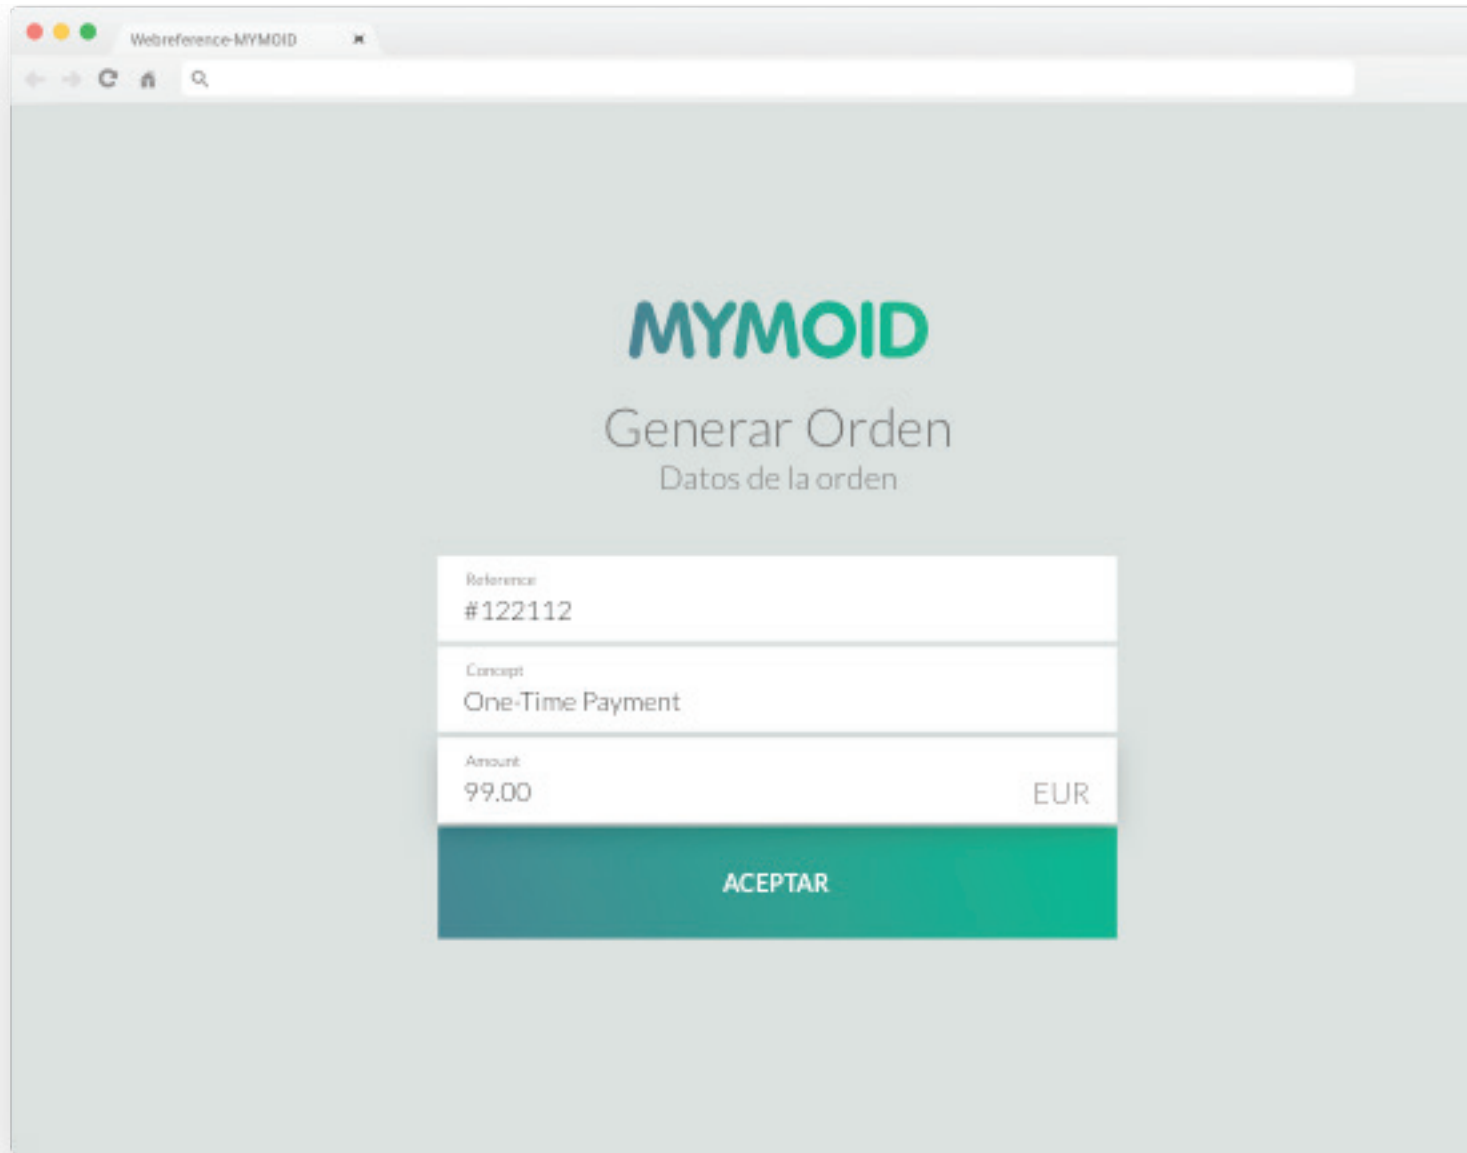 Webreference-MYMOID
MYMOID
Generar Orden
Datos de la orden
Reference
#122112
Concept
One-Time Payment
Amount
99.00 EUR
ACEPTAR